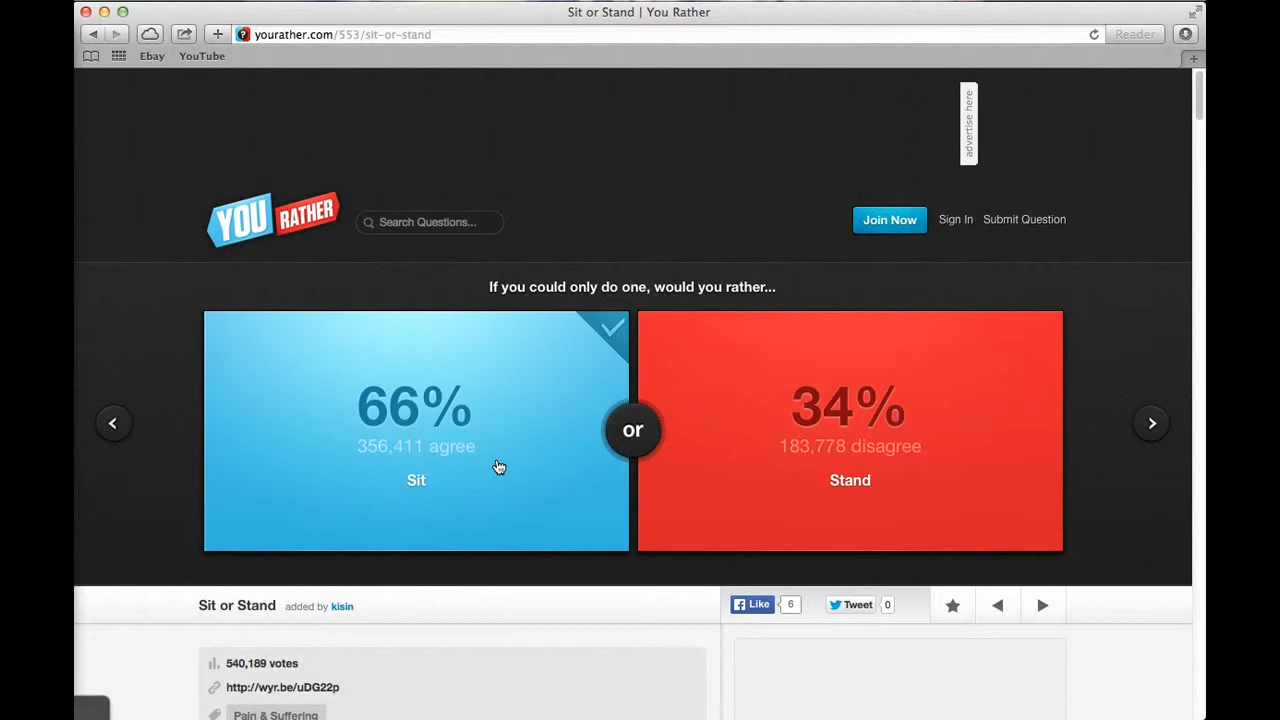 Sit or Stand | You Rather
yourather.com/553/sit-or-stand
Reader
Ebay
YouTube
advertise here
YOU RATHER
Search Questions...
Join Now
Sign In
Submit Question
If you could only do one, would you rather...
66%
356,411 agree
Sit
or
34%
183,778 disagree
Stand
Sit or Stand added by kisin
Like
6
Tweet
0
540,189 votes
http://wyr.be/uDG22p
Pain & Suffering